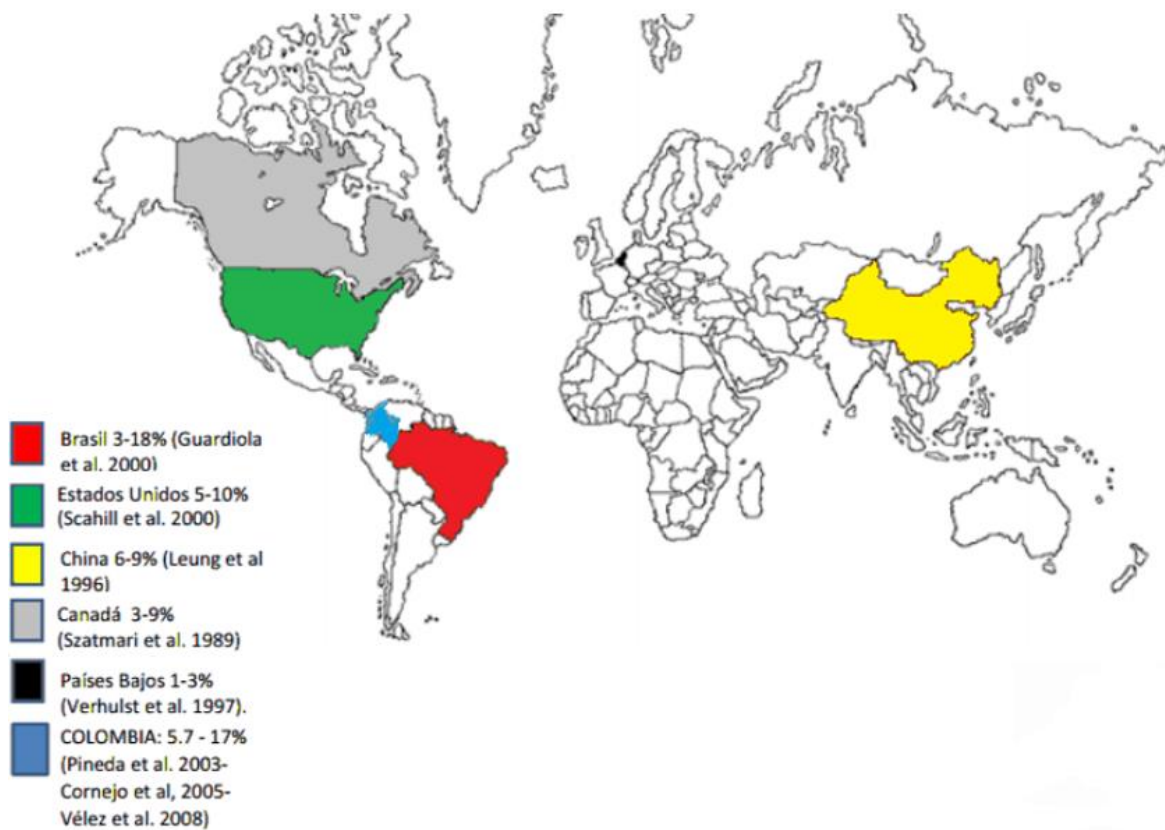 Brasil 3-18% (Guardiola
et al. 2000)
Estados Unidos 5-10%
(Scahill et al. 2000)
China 6-9% (Leung et al
1996)
Canadá 3-9%
(Szatmari et al. 1989)
Países Bajos 1-3%
(Verhulst et al. 1997).
COLOMBIA: 5.7 - 17%
(Pineda et al. 2003-
Cornejo et al, 2005-
Vélez et al. 2008)